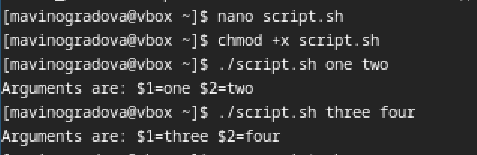 [mavinogradova@vbox ~]$ nano script.sh
[mavinogradova@vbox ~]$ chmod +x script.sh
[mavinogradova@vbox ~]$ ./script.sh one two
Arguments are: $1=one $2=two
[mavinogradova@vbox ~]$ ./script.sh three four
Arguments are: $1=three $2=four